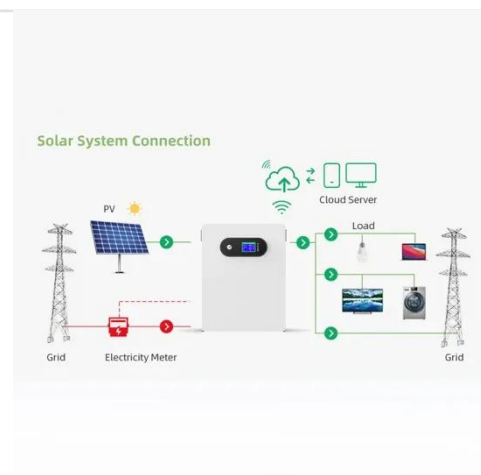 Solar System Connection
PV
Cloud Server
Load
Grid
Electricity Meter
Grid